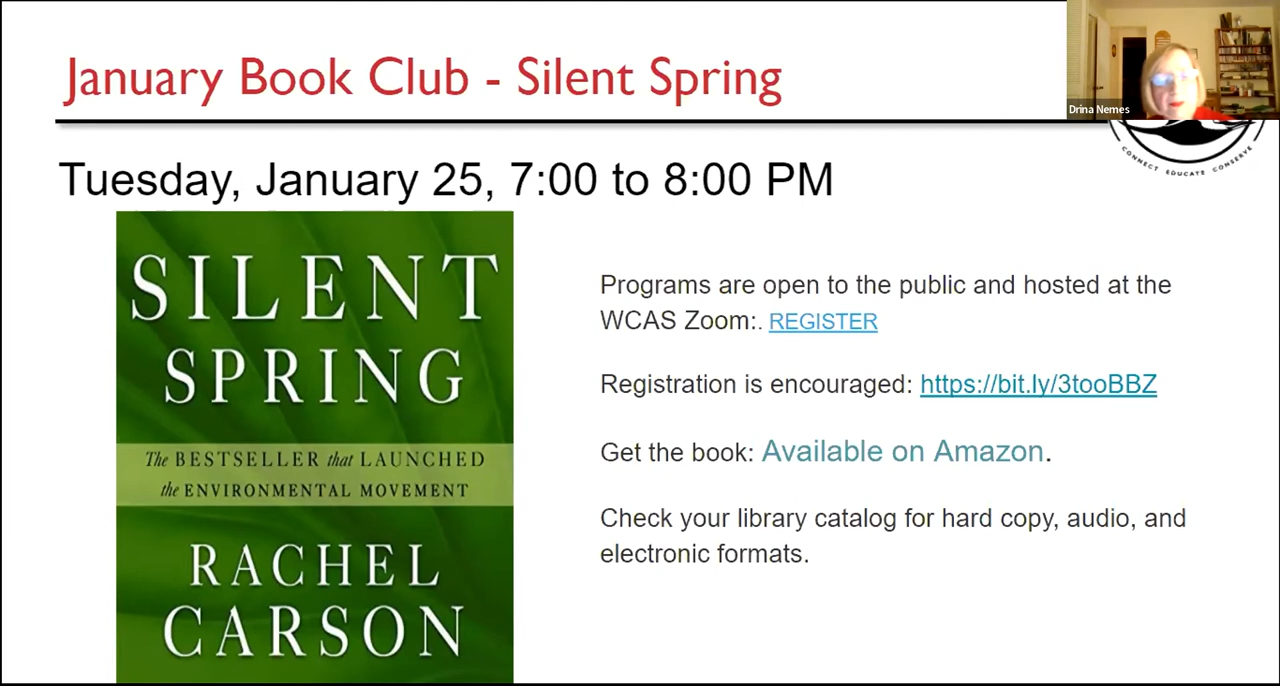 January Book Club - Silent Spring
Drina Nemes
CONNECT EDUCATE CONSERVE
Tuesday, January 25, 7:00 to 8:00 PM
SILENT
SPRING
The BESTSELLER that LAUNCHED
the ENVIRONMENTAL MOVEMENT
RACHEL
CARSON
Programs are open to the public and hosted at the
WCAS Zoom:. REGISTER
Registration is encouraged: https://bit.ly/3tooBBZ
Get the book: Available on Amazon.
Check your library catalog for hard copy, audio, and
electronic formats.